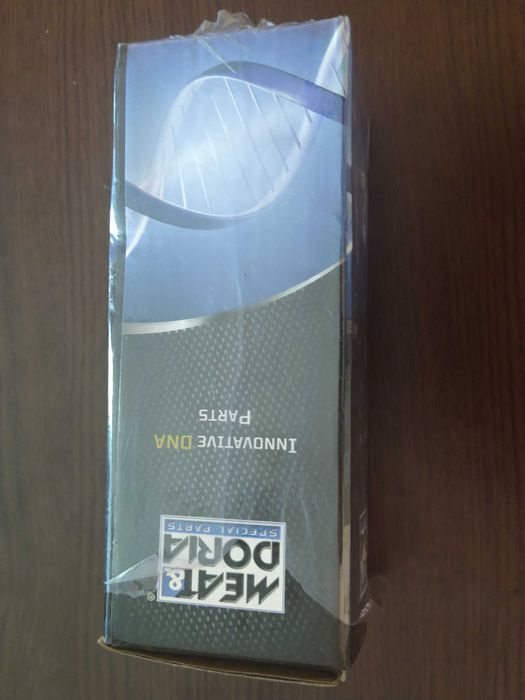 MEAT &
DORIA
®
SPECIAL PARTS
INNOVATIVE DNA
PARTS